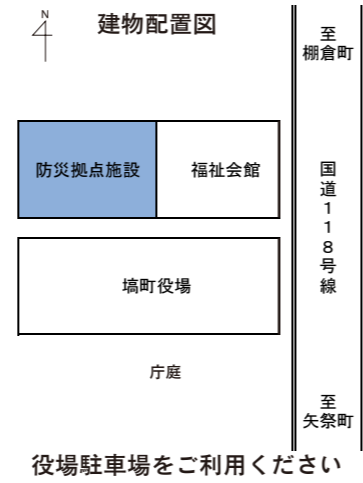 N
建物配置図
至
棚倉町
防災拠点施設
福祉会館
国道118号線
塙町役場
庁庭
至
矢祭町
役場駐車場をご利用ください